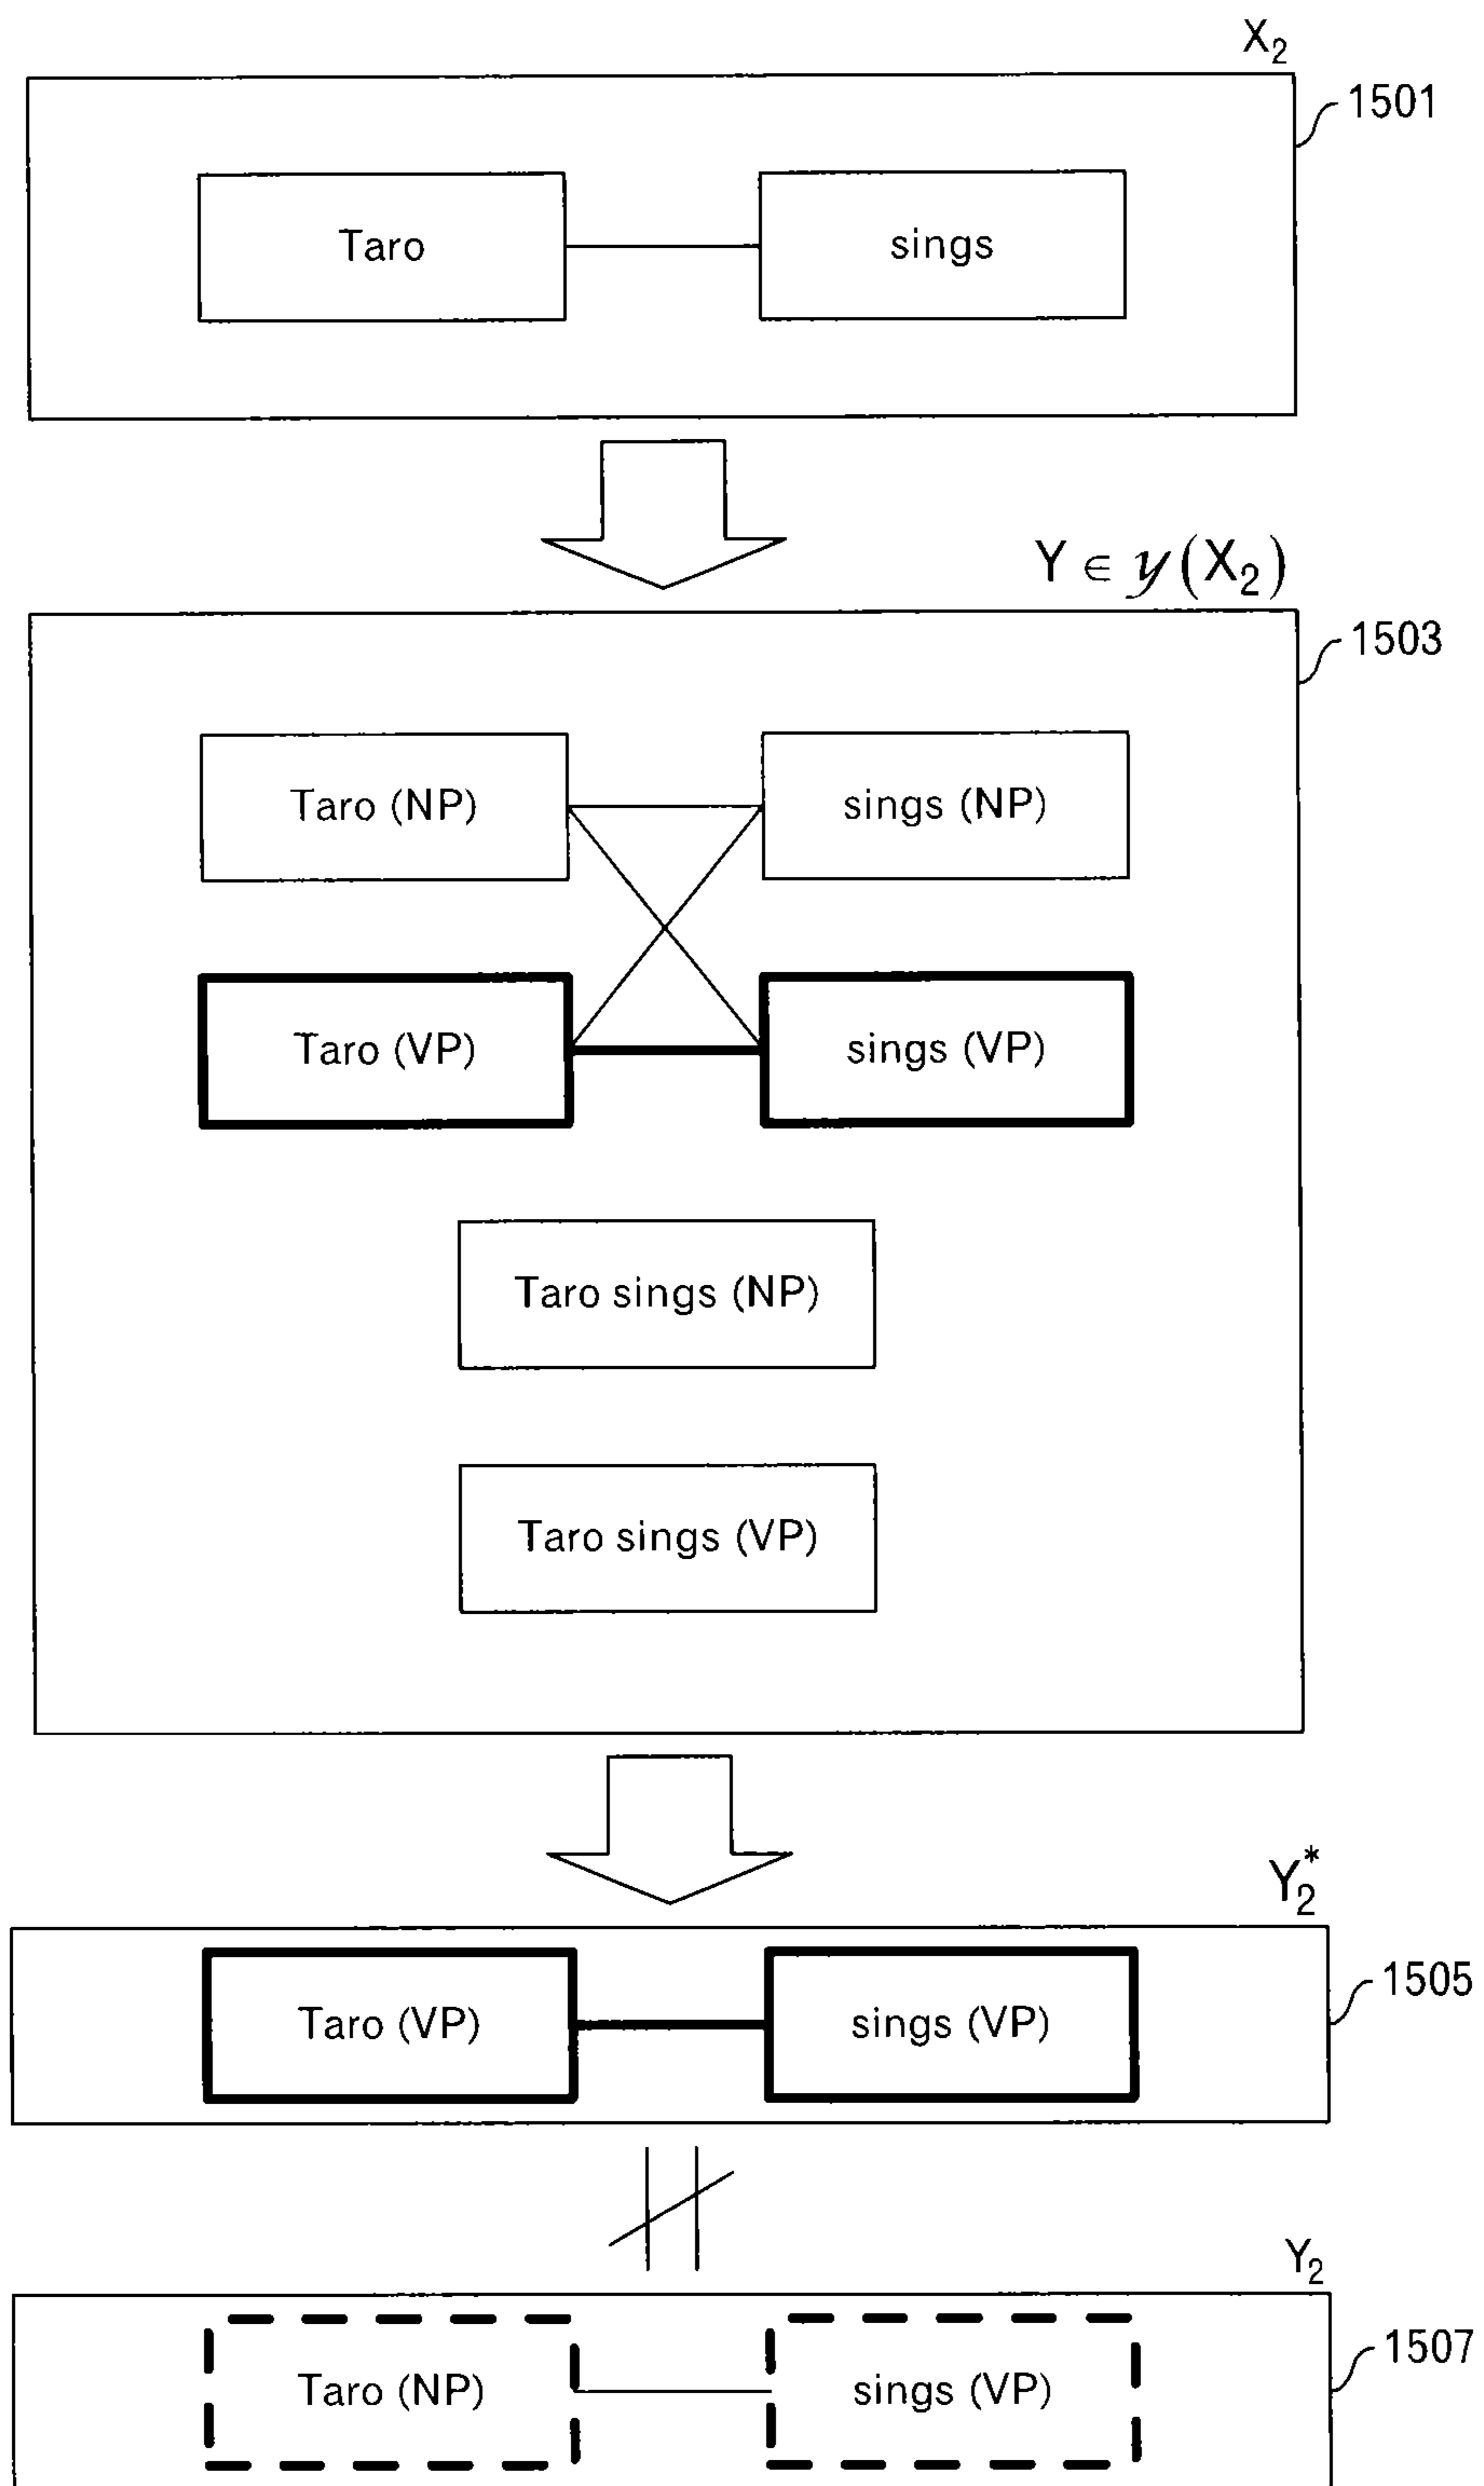 X₂
1501
Taro sings
Y ∈ 𝓎(X₂)
1503
Taro (NP) sings (NP)
Taro (VP) sings (VP)
Taro sings (NP)
Taro sings (VP)
Y₂*
1505
Taro (VP) sings (VP)
Y₂
1507
Taro (NP) sings (VP)